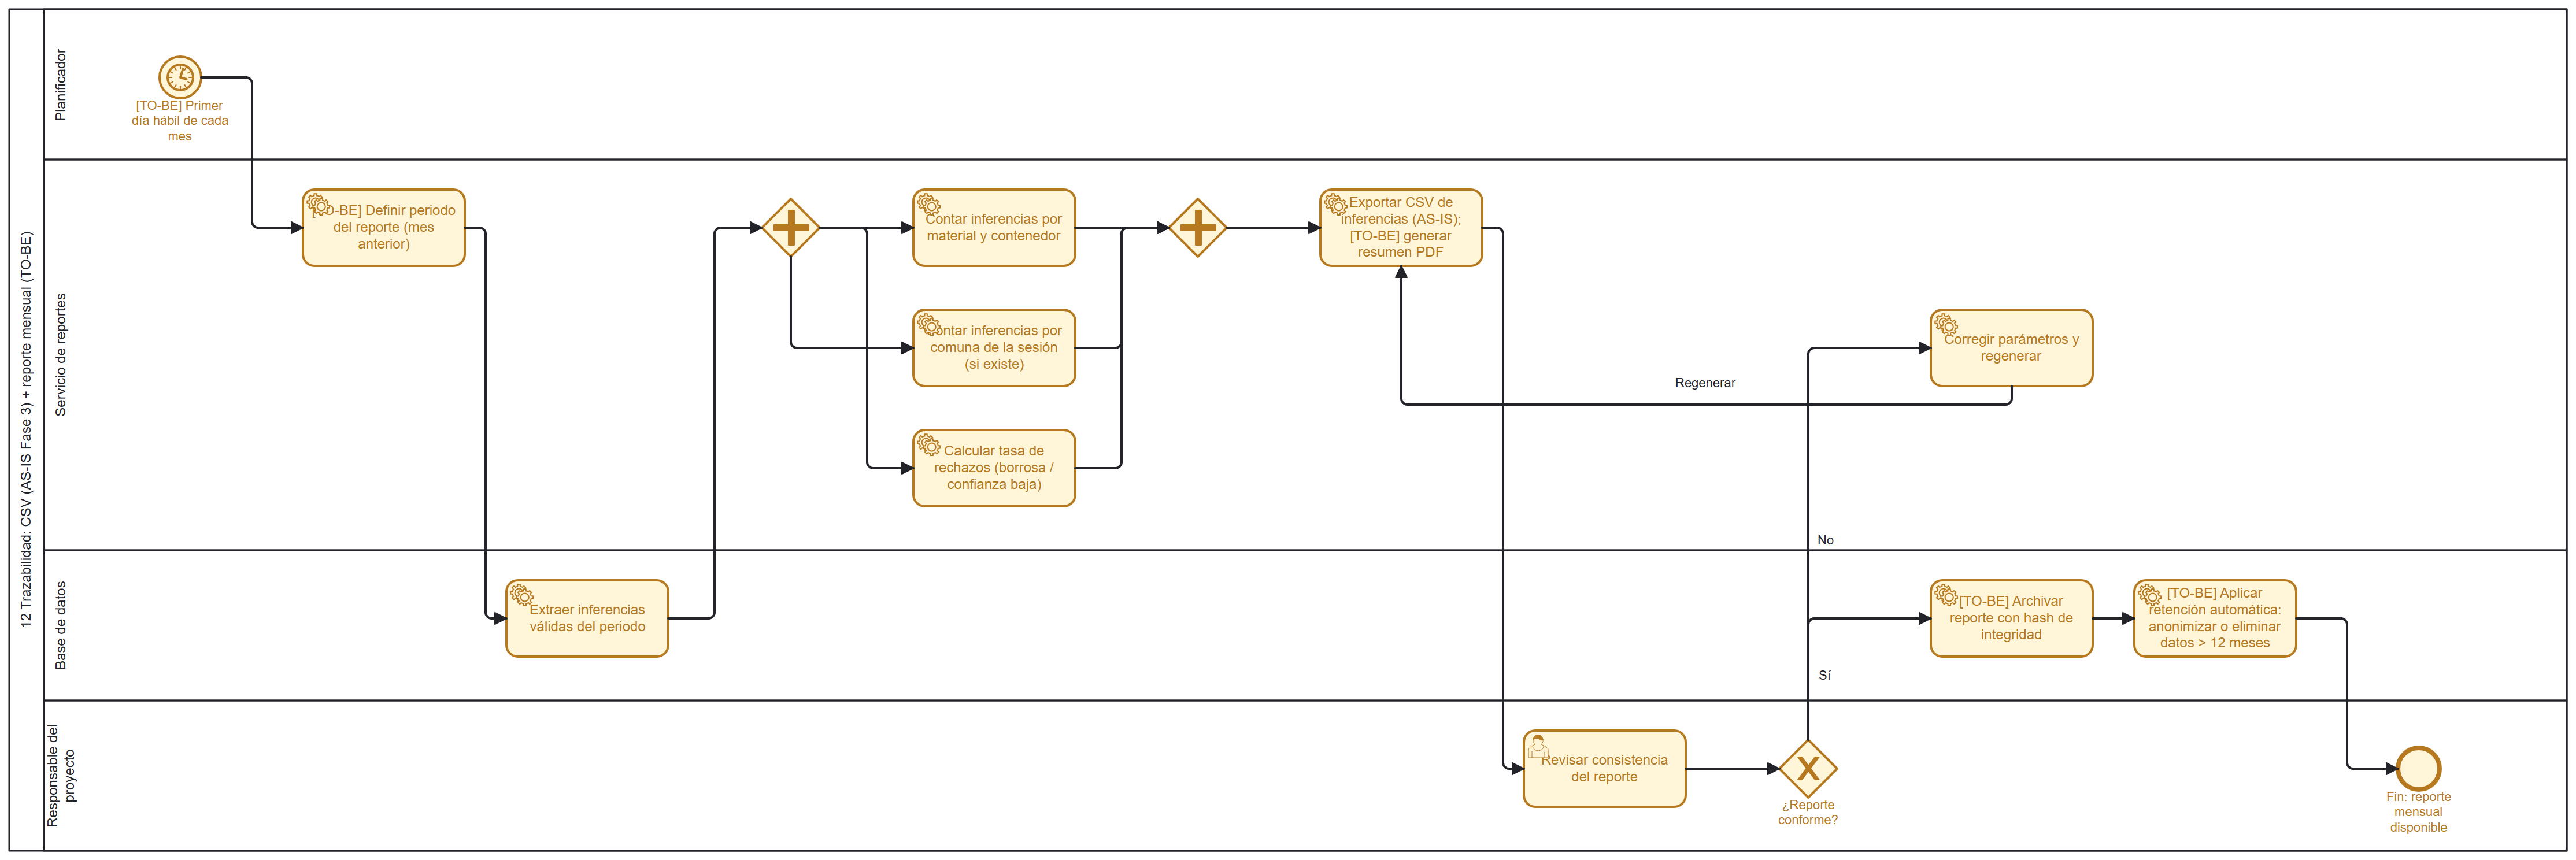 12 Trazabilidad: CSV (AS-IS Fase 3) + reporte mensual (TO-BE)
Planificador
[TO-BE] Primer
día hábil de cada
mes
Servicio de reportes
[TO-BE] Definir periodo
del reporte (mes
anterior)
Contar inferencias por
material y contenedor
Contar inferencias por
comuna de la sesión
(si existe)
Calcular tasa de
rechazos (borrosa /
confianza baja)
Exportar CSV de
inferencias (AS-IS);
[TO-BE] generar
resumen PDF
Corregir parámetros y
regenerar
Regenerar
No
Base de datos
Extraer inferencias
válidas del periodo
[TO-BE] Archivar
reporte con hash de
integridad
[TO-BE] Aplicar
retención automática:
anonimizar o eliminar
datos > 12 meses
Sí
Responsable del
proyecto
Revisar consistencia
del reporte
¿Reporte
conforme?
Fin: reporte
mensual
disponible